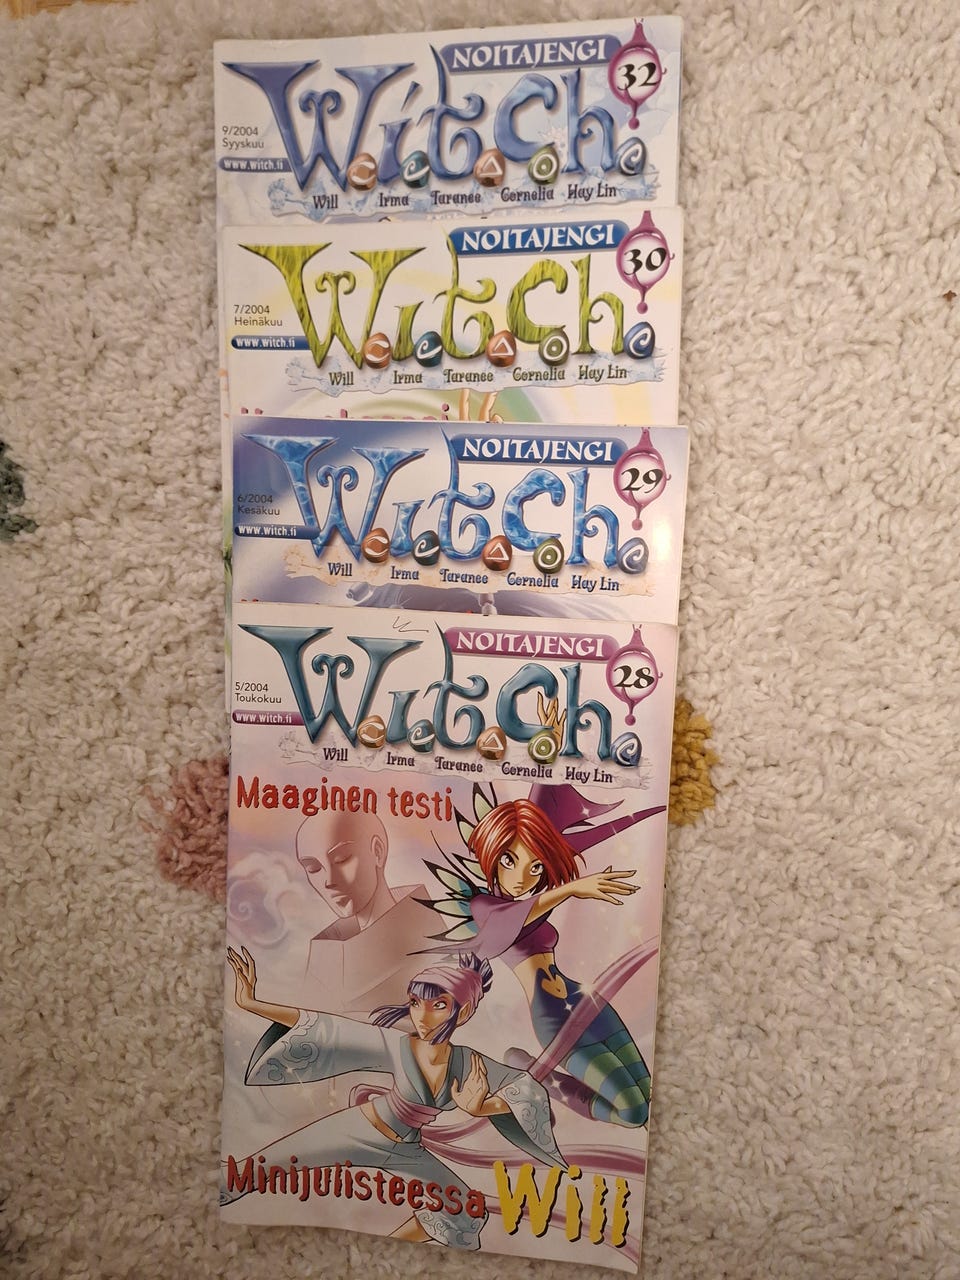 NOITAJENGI
32
W.i.t.c.h.
9/2004
Syyskuu
www.witch.fi
Will Irma Taranee Cornelia Hay Lin
NOITAJENGI
30
W.i.t.c.h.
7/2004
Heinäkuu
www.witch.fi
Will Irma Taranee Cornelia Hay Lin
NOITAJENGI
29
W.i.t.c.h.
6/2004
Kesäkuu
www.witch.fi
Will Irma Taranee Cornelia Hay Lin
NOITAJENGI
28
W.i.t.c.h.
5/2004
Toukokuu
www.witch.fi
Will Irma Taranee Cornelia Hay Lin
Maaginen testi
Minijulisteessa Will